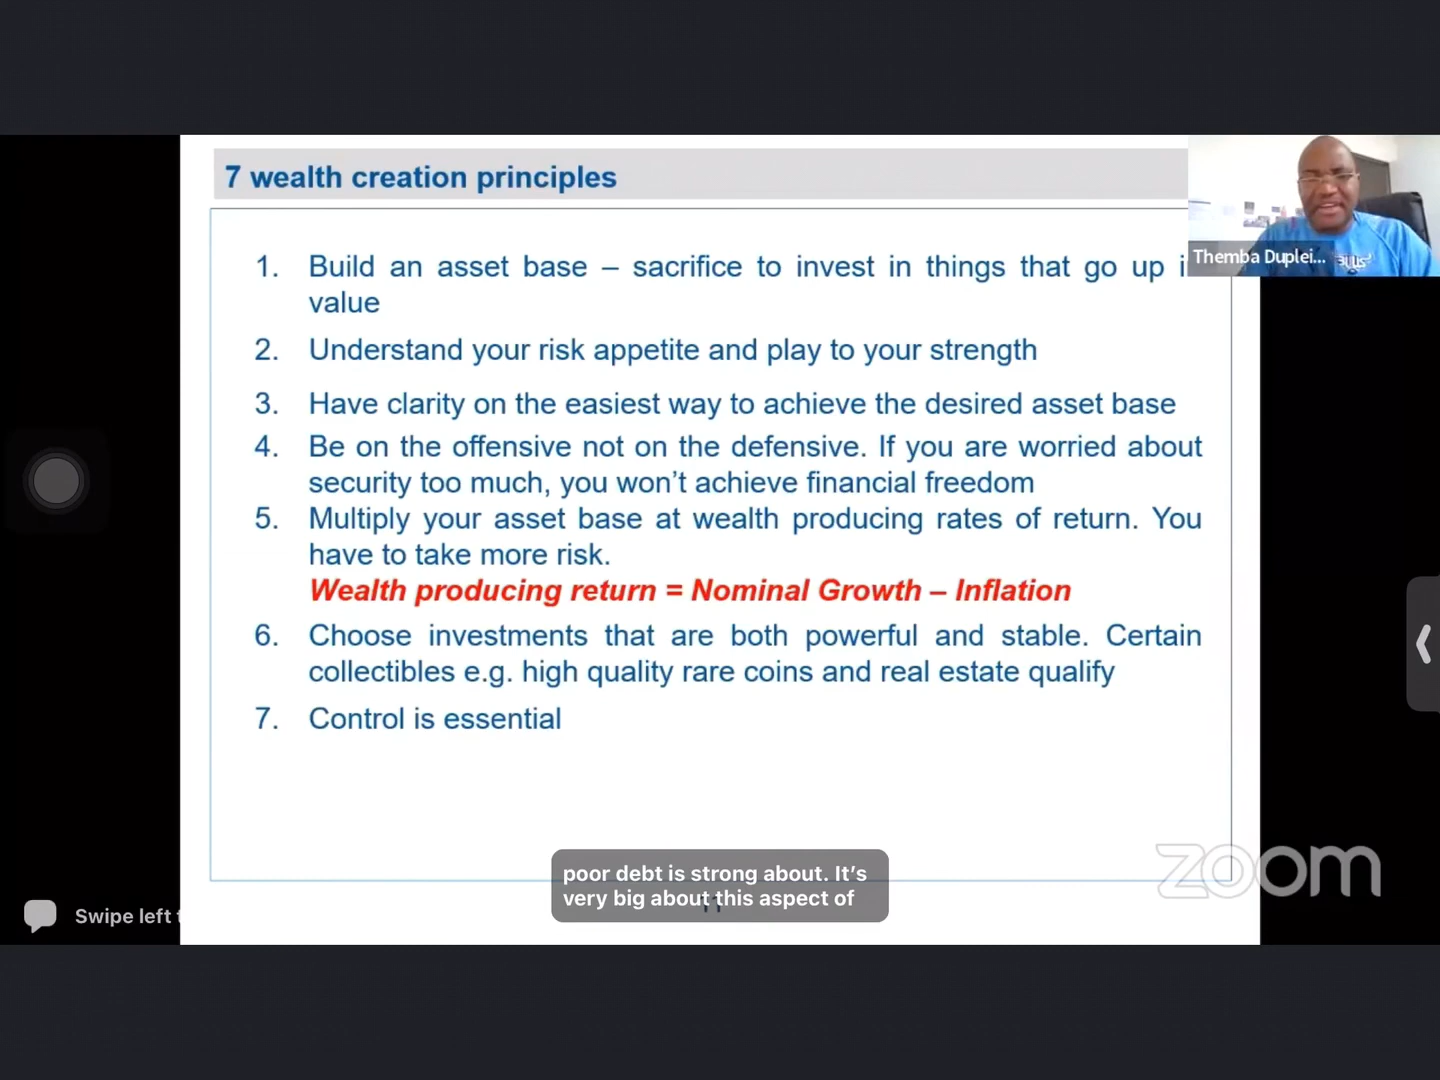 7 wealth creation principles
Themba Duplei...
BULLS
1. Build an asset base – sacrifice to invest in things that go up
value
2. Understand your risk appetite and play to your strength
3. Have clarity on the easiest way to achieve the desired asset base
4. Be on the offensive not on the defensive. If you are worried about
security too much, you won’t achieve financial freedom
5. Multiply your asset base at wealth producing rates of return. You
have to take more risk.
Wealth producing return = Nominal Growth – Inflation
6. Choose investments that are both powerful and stable. Certain
collectibles e.g. high quality rare coins and real estate qualify
7. Control is essential
poor debt is strong about. It’s
very big about this aspect of
zoom
Swipe left